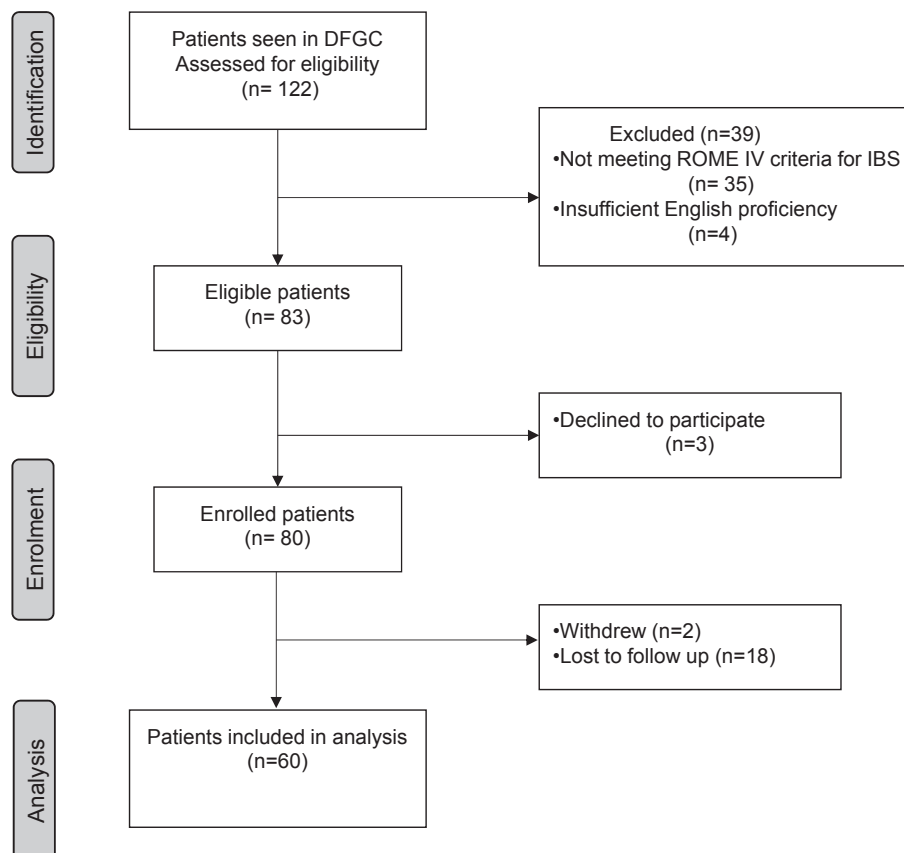 Identification
Patients seen in DFGC
Assessed for eligibility
(n= 122)
Excluded (n=39)
•Not meeting ROME IV criteria for IBS
(n= 35)
•Insufficient English proficiency
(n=4)
Eligibility
Eligible patients
(n= 83)
•Declined to participate
(n=3)
Enrolment
Enrolled patients
(n= 80)
•Withdrew (n=2)
•Lost to follow up (n=18)
Analysis
Patients included in analysis
(n=60)